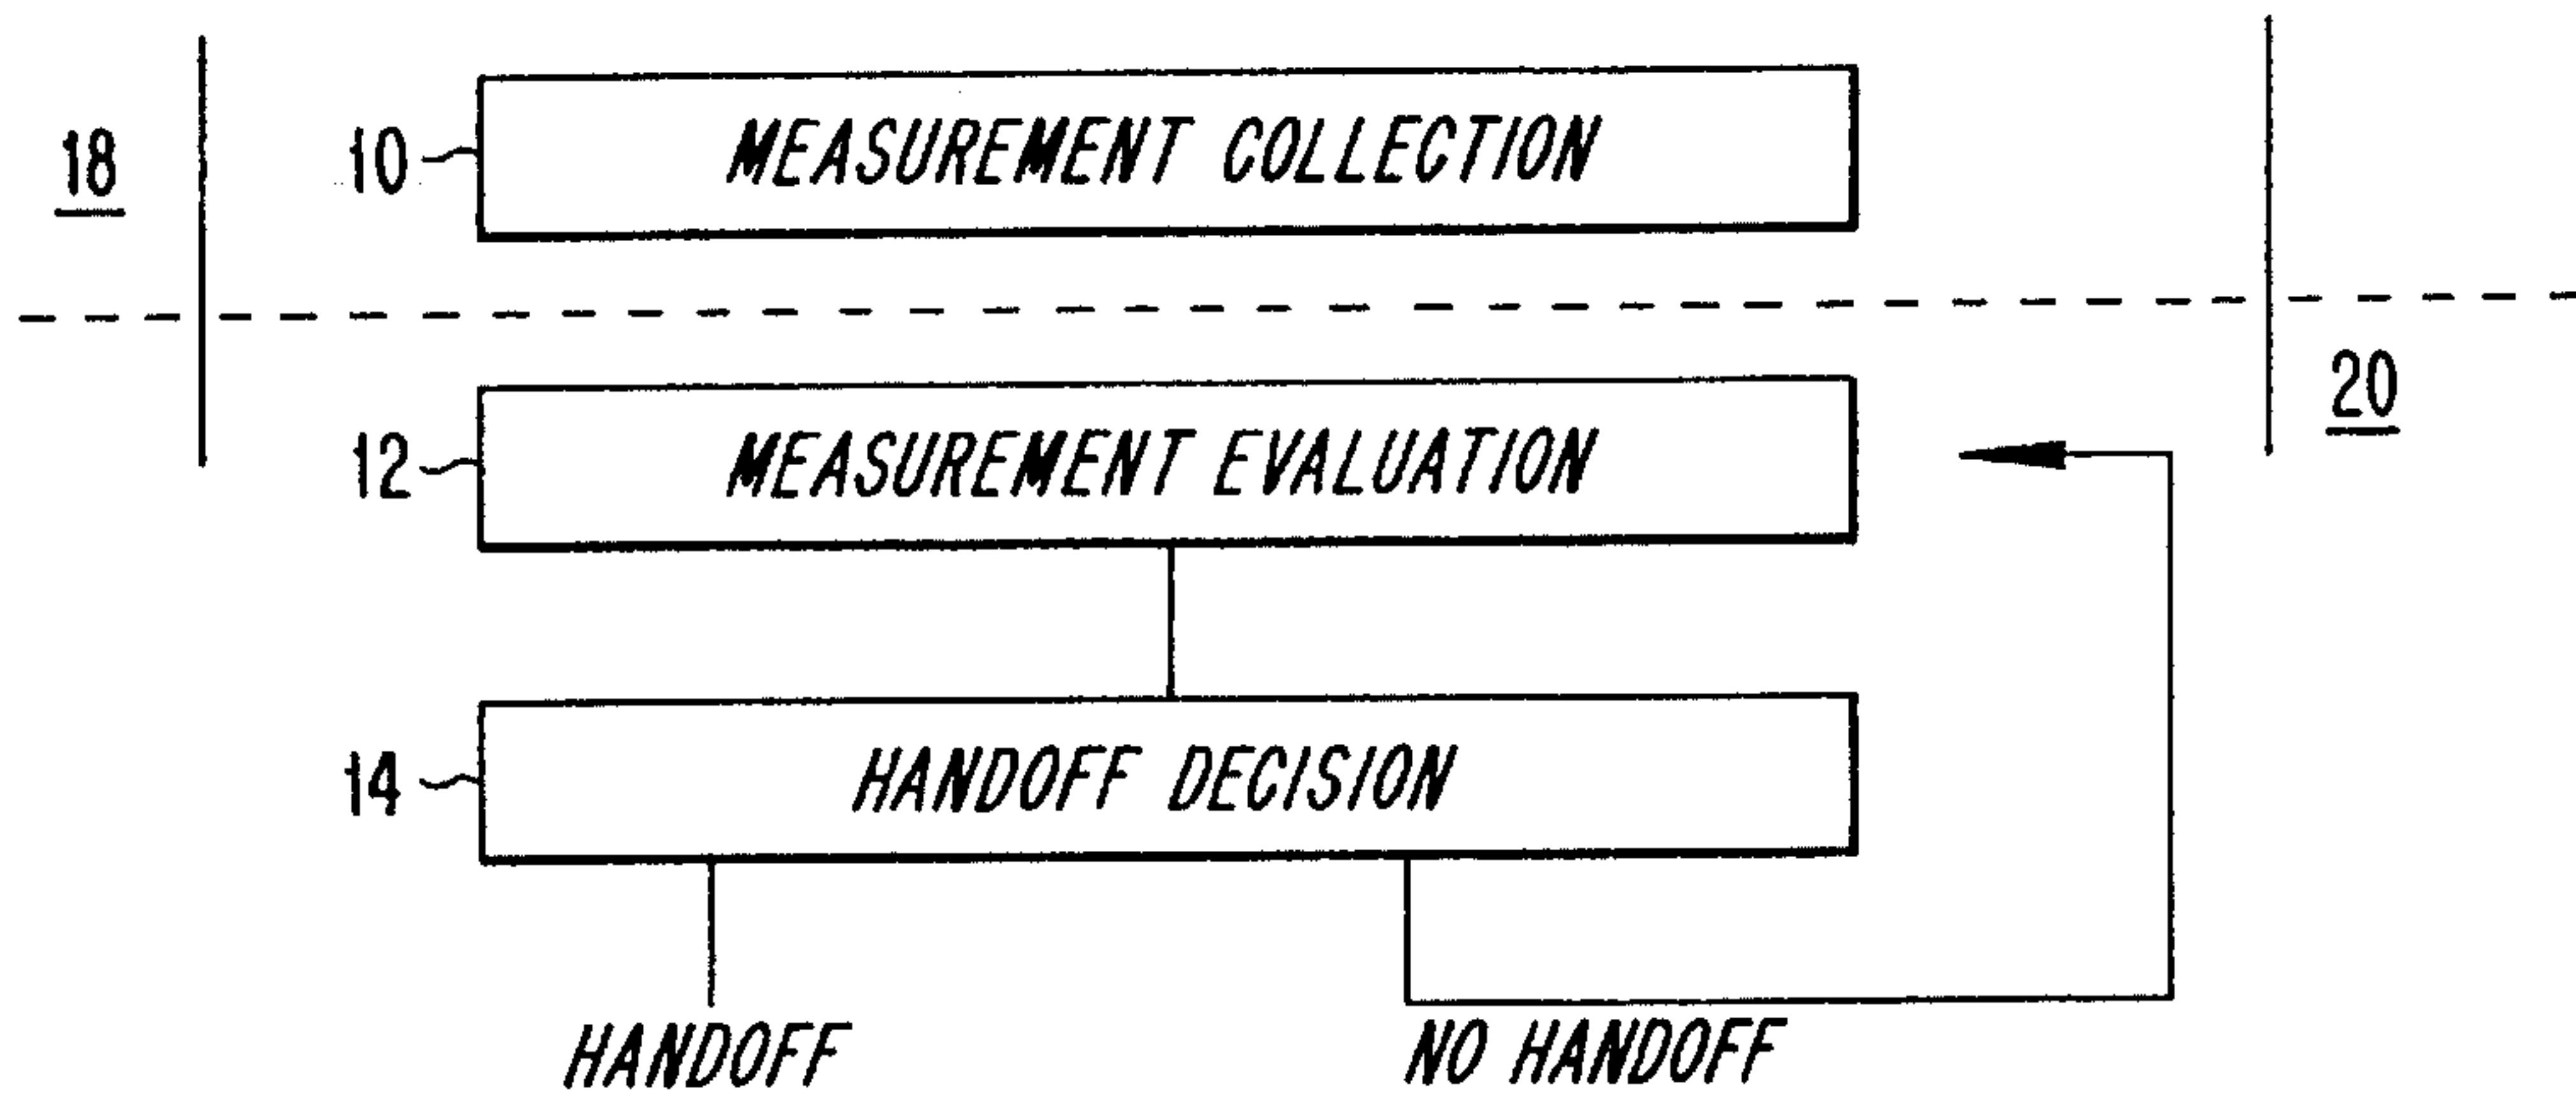 18
10
MEASUREMENT COLLECTION
20
12
MEASUREMENT EVALUATION
14
HANDOFF DECISION
HANDOFF
NO HANDOFF